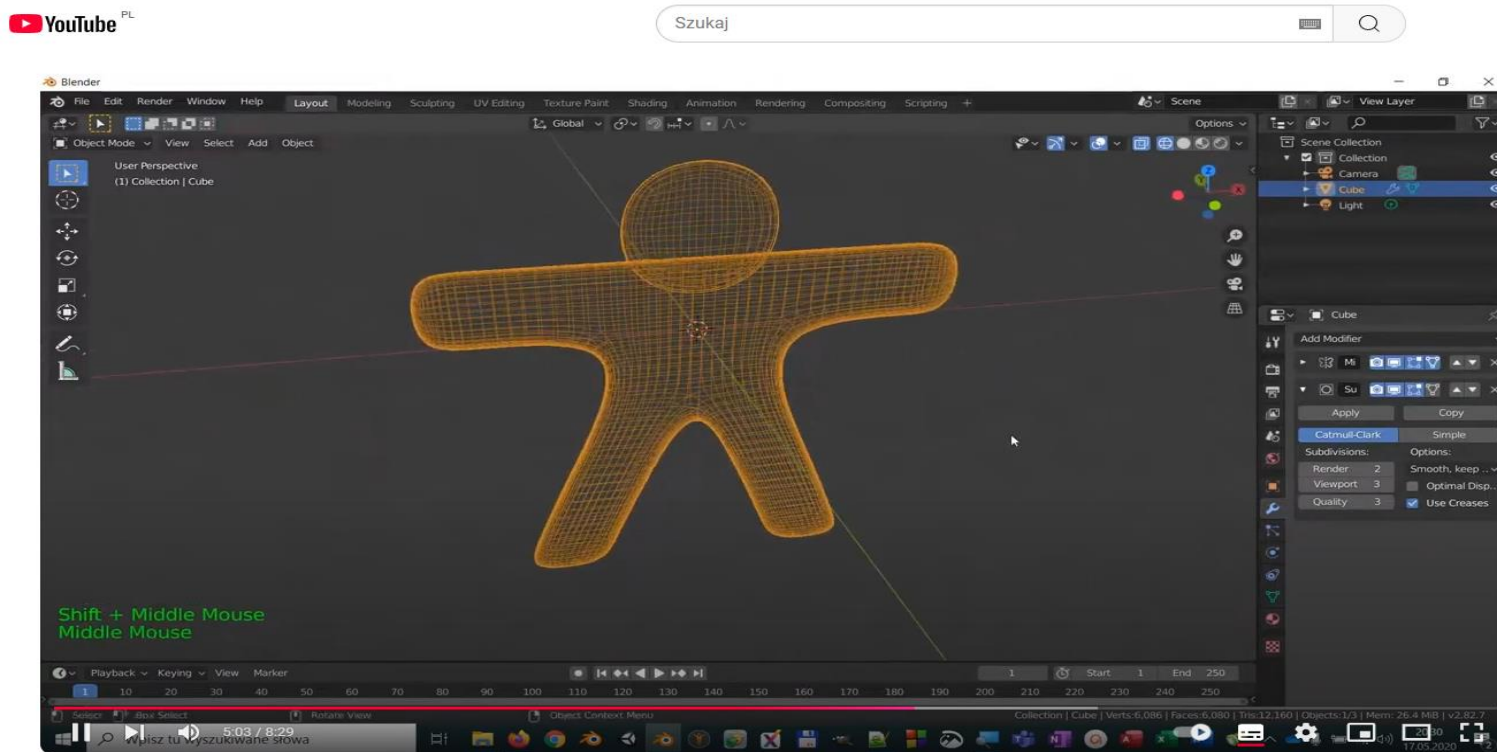 YouTube PL
Szukaj
Blender
File Edit Render Window Help Layout Modeling Sculpting UV Editing Texture Paint Shading Animation Rendering Compositing Scripting + Scene View Layer
Global Options
Object Mode View Select Add Object
User Perspective
(1) Collection | Cube
Scene Collection
Collection
Camera
Cube
Light
Cube
Add Modifier
Mi
Su
Apply Copy
Catmull-Clark Simple
Subdivisions: Options:
Render 2 Smooth, keep ..
Viewport 3 Optimal Disp..
Quality 3 Use Creases
Shift + Middle Mouse
Middle Mouse
Playback Keying View Marker 1 Start 1 End 250
1 10 20 30 40 50 60 70 80 90 100 110 120 130 140 150 160 170 180 190 200 210 220 230 240 250
Select Box Select Rotate View Object Context Menu Collection | Cube | Verts:6,086 | Faces:6,080 | Tris:12,160 | Objects:1/3 | Mem: 26.4 MiB | v2.82.7
5:03 / 8:29
Wpisz tu wyszukiwane słowa
20:30
17.05.2020